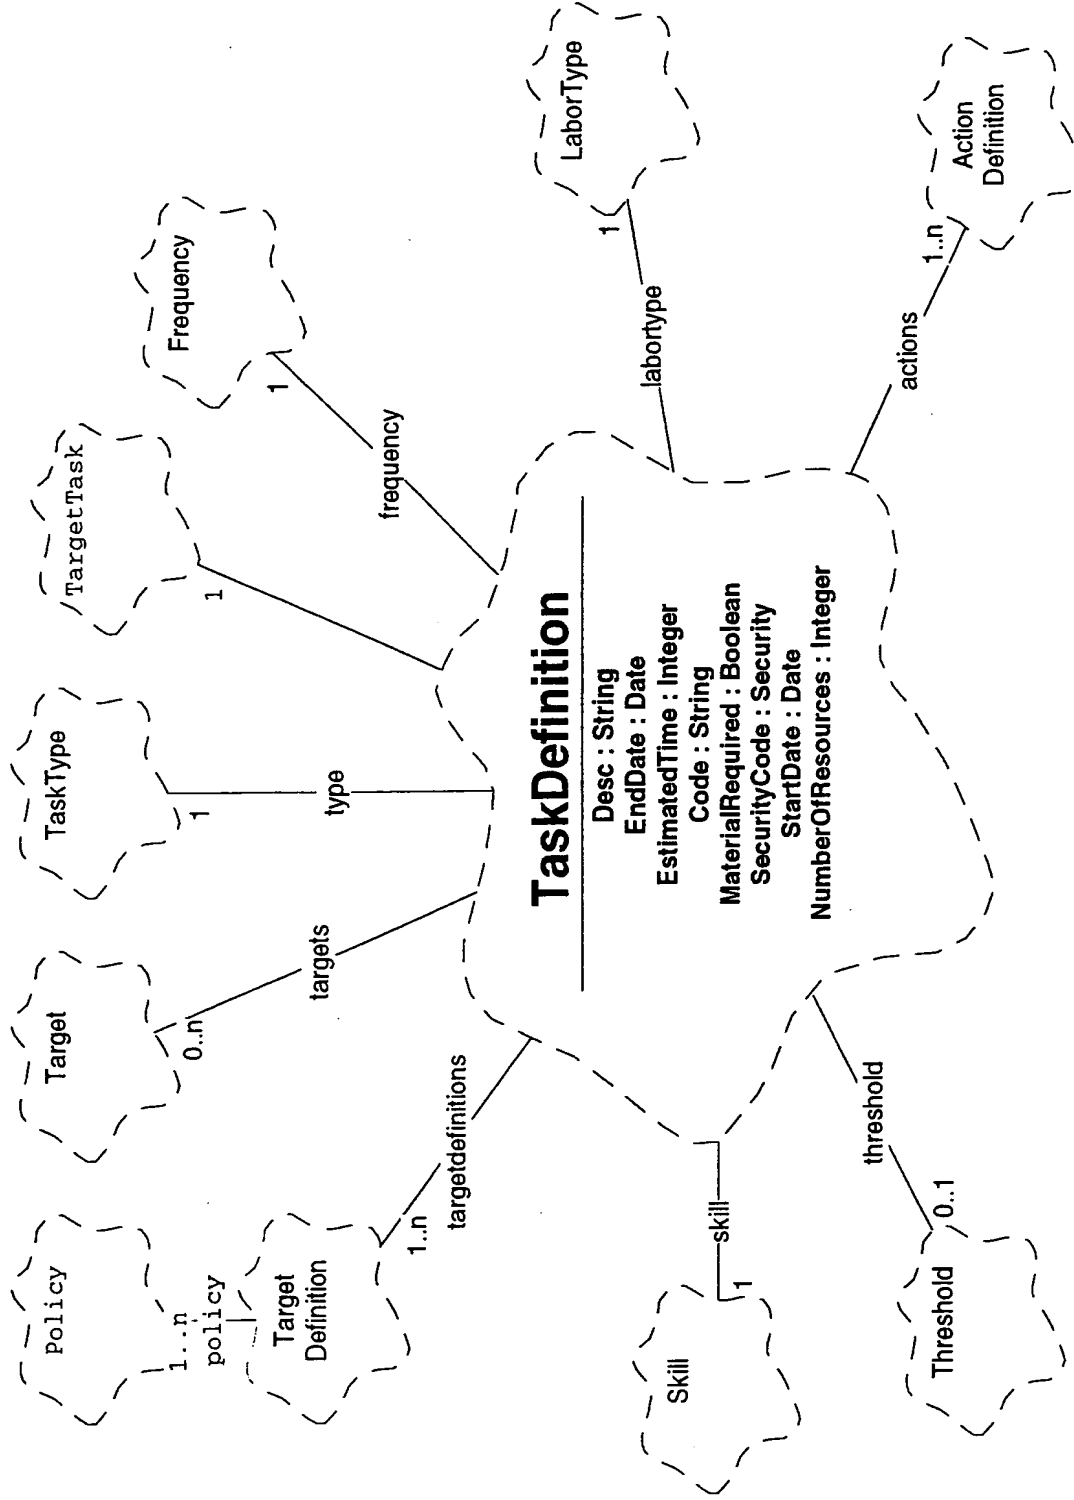 Policy
1..n
policy
Target
Definition
1..n
targetdefinitions
Target
0..n
targets
TaskType
1
type
TargetTask
1
Frequency
1
frequency
LaborType
1
labortype
Action
Definition
1..n
actions
TaskDefinition
Desc : String
EndDate : Date
EstimatedTime : Integer
Code : String
MaterialRequired : Boolean
SecurityCode : Security
StartDate : Date
NumberOfResources : Integer
skill
1
Skill
threshold
0..1
Threshold